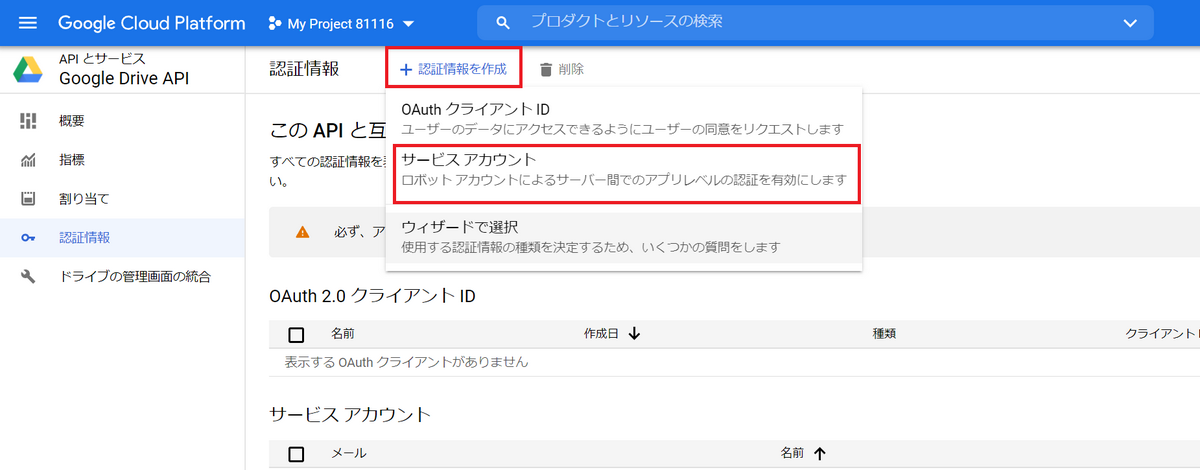 Google Cloud Platform
My Project 81116
プロダクトとリソースの検索
API とサービス
Google Drive API
認証情報
認証情報を作成
削除
概要
指標
割り当て
認証情報
ドライブの管理画面の統合
OAuth クライアント ID
ユーザーのデータにアクセスできるようにユーザーの同意をリクエストします
サービス アカウント
ロボット アカウントによるサーバー間でのアプリレベルの認証を有効にします
ウィザードで選択
使用する認証情報の種類を決定するため、いくつかの質問をします
この API と互
すべての認証情報を
い。
必ず、ア
OAuth 2.0 クライアント ID
名前
作成日
種類
クライアント
表示する OAuth クライアントがありません
サービス アカウント
メール
名前